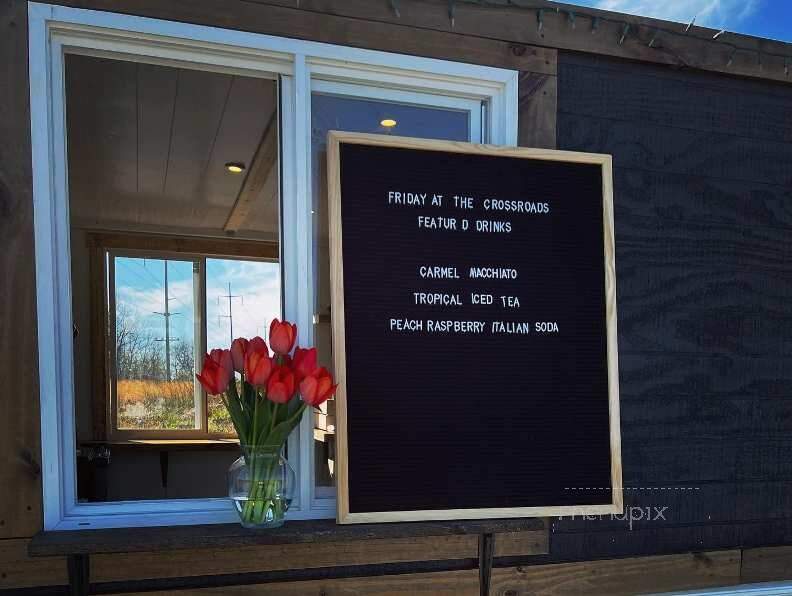 FRIDAY AT THE CROSSROADS
FEATUR D DRINKS
CARMEL MACCHIATO
TROPICAL ICED TEA
PEACH RASPBERRY ITALIAN SODA
menupix